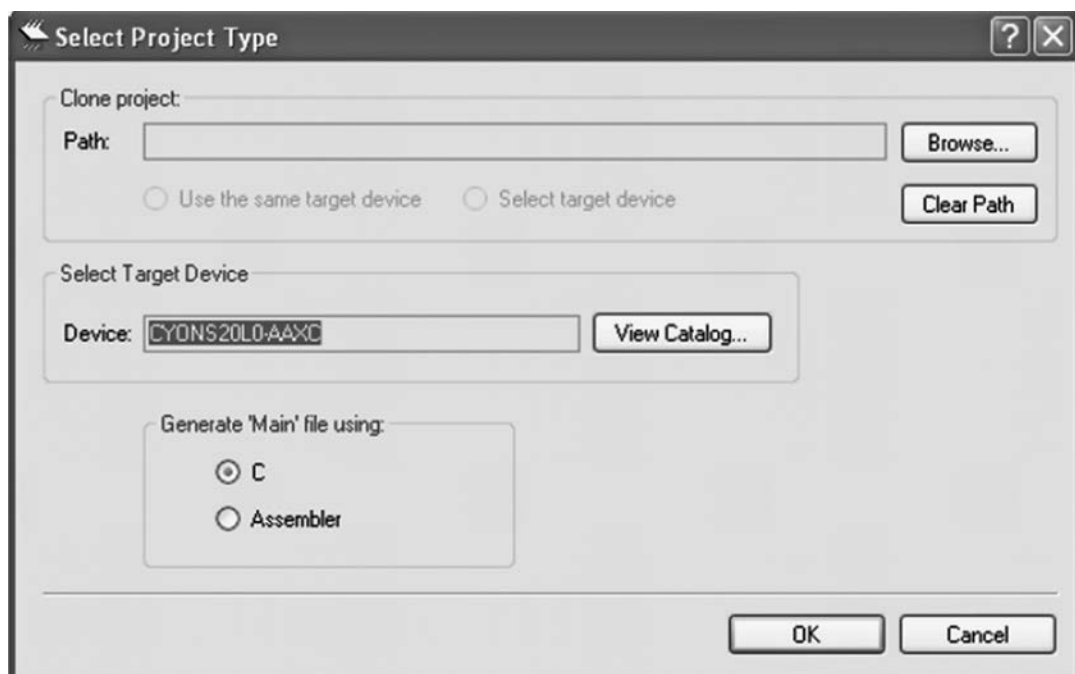 Select Project Type
Clone project:
Path: Browse...
Use the same target device Select target device Clear Path
Select Target Device
Device: CYONS20L0-AAXC View Catalog...
Generate 'Main' file using:
C
Assembler
OK Cancel